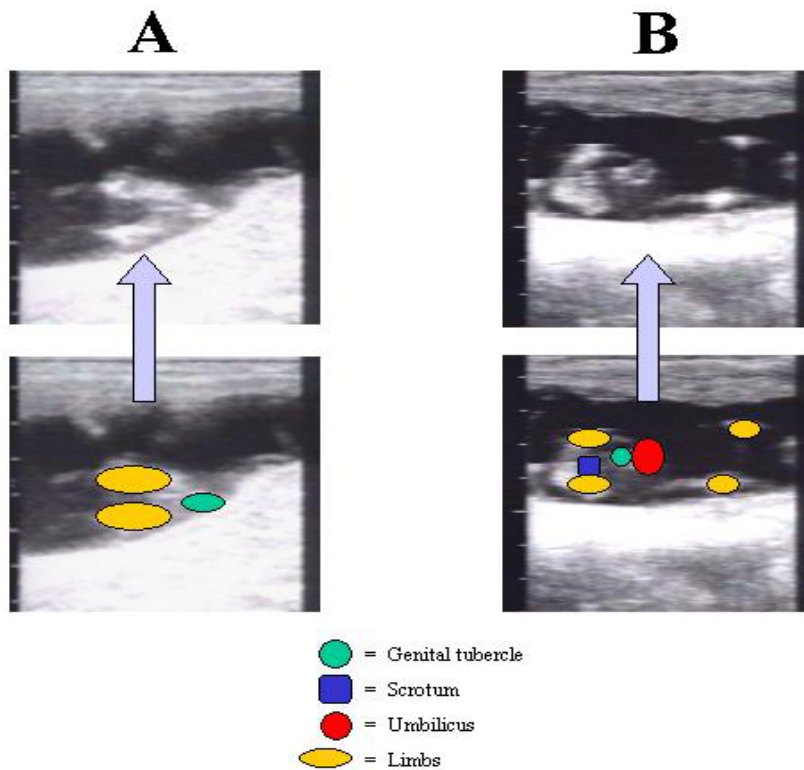 A
B
= Genital tubercle
= Scrotum
= Umbilicus
= Limbs